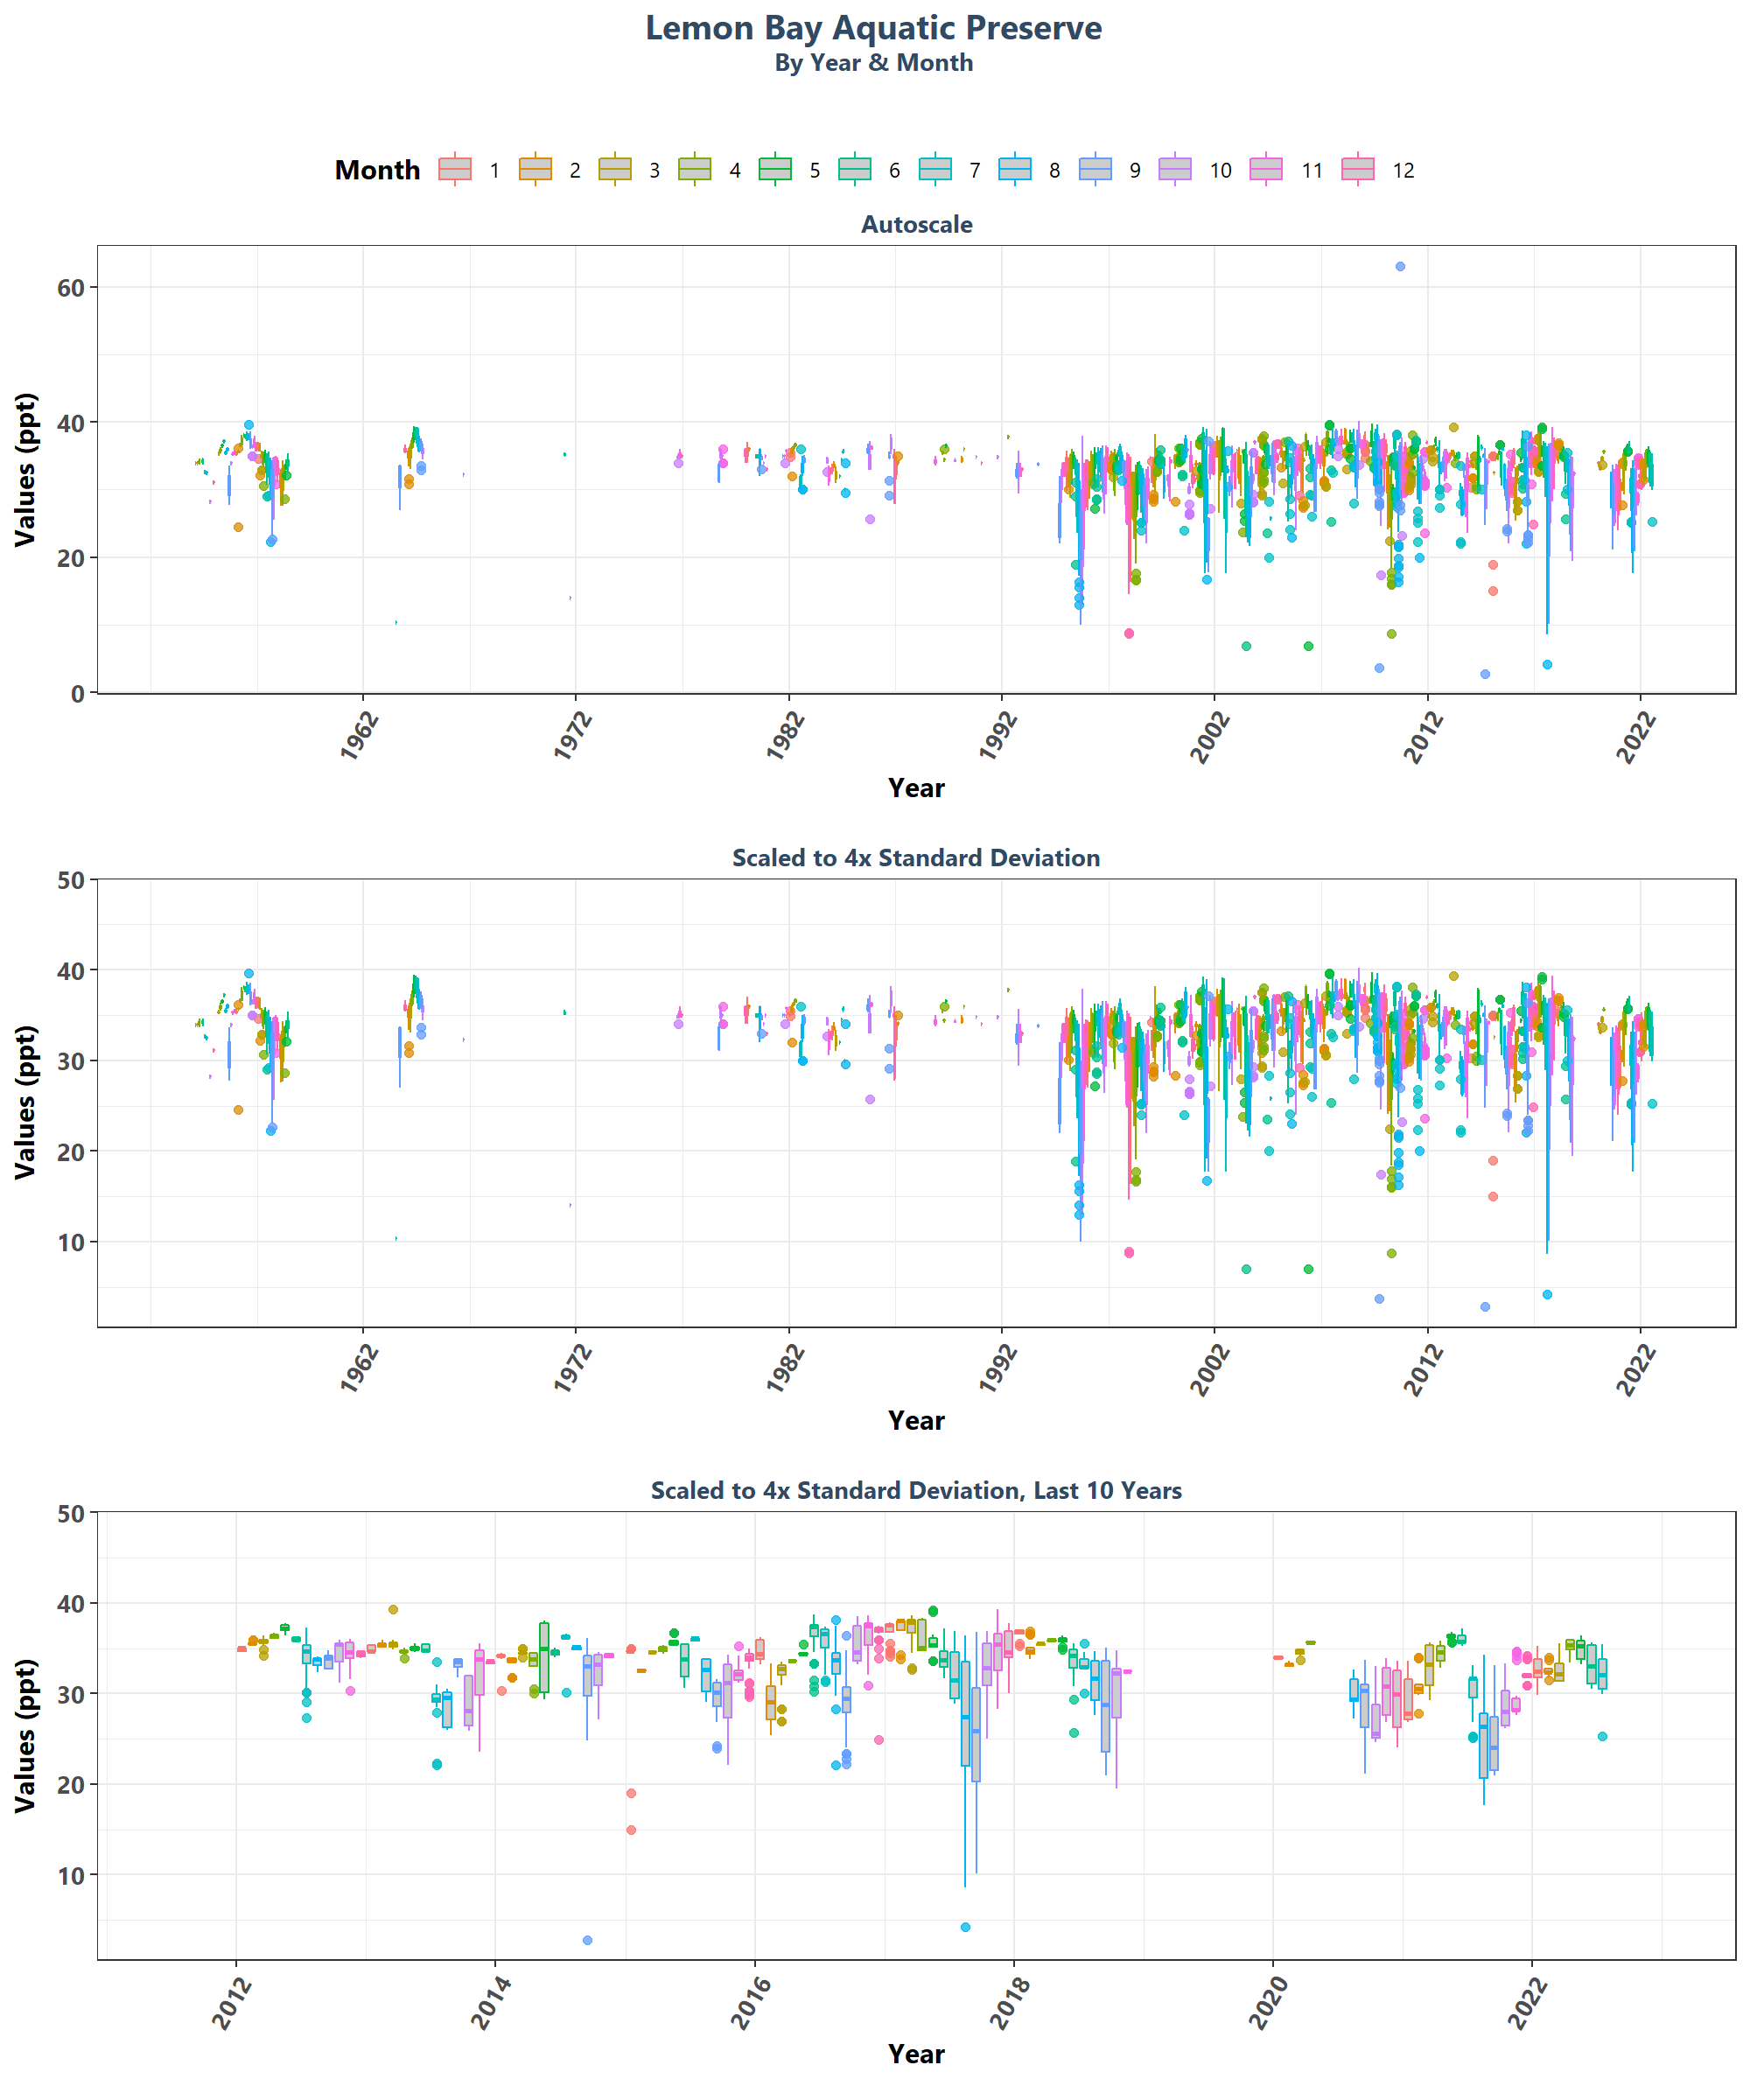 Lemon Bay Aquatic Preserve
By Year & Month
Month 1 2 3 4 5 6 7 8 9 10 11 12
Autoscale
Values (ppt)
60
40
20
0
1962 1972 1982 1992 2002 2012 2022
Year
Scaled to 4x Standard Deviation
Values (ppt)
50
40
30
20
10
1962 1972 1982 1992 2002 2012 2022
Year
Scaled to 4x Standard Deviation, Last 10 Years
Values (ppt)
50
40
30
20
10
2012 2014 2016 2018 2020 2022
Year